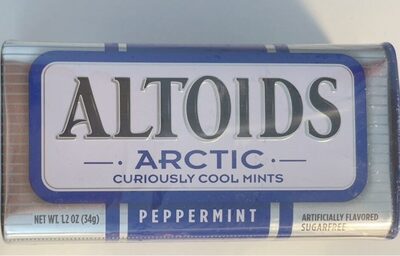 ALTOIDS
· ARCTIC ·
CURIOUSLY COOL MINTS
NET WT. 1.2 OZ (34g)
PEPPERMINT
ARTIFICIALLY FLAVORED
SUGARFREE